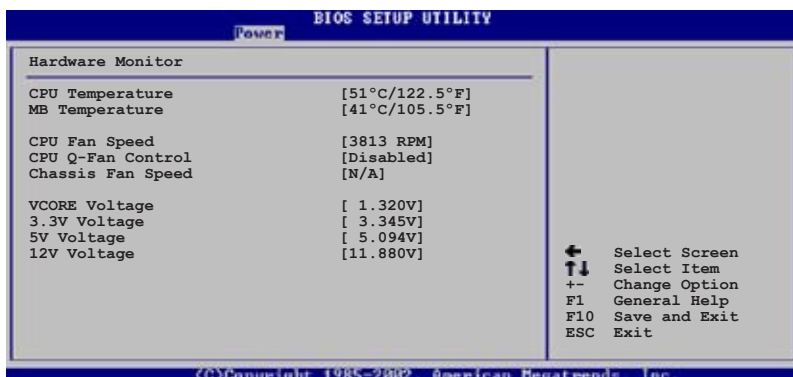 BIOS SETUP UTILITY
Power
Hardware Monitor
CPU Temperature [51°C/122.5°F]
MB Temperature [41°C/105.5°F]
CPU Fan Speed [3813 RPM]
CPU Q-Fan Control [Disabled]
Chassis Fan Speed [N/A]
VCORE Voltage [ 1.320V]
3.3V Voltage [ 3.345V]
5V Voltage [ 5.094V]
12V Voltage [11.880V]
← Select Screen
↑↓ Select Item
+- Change Option
F1 General Help
F10 Save and Exit
ESC Exit
(C)Copyright 1985-2002 American Megatrends, Inc